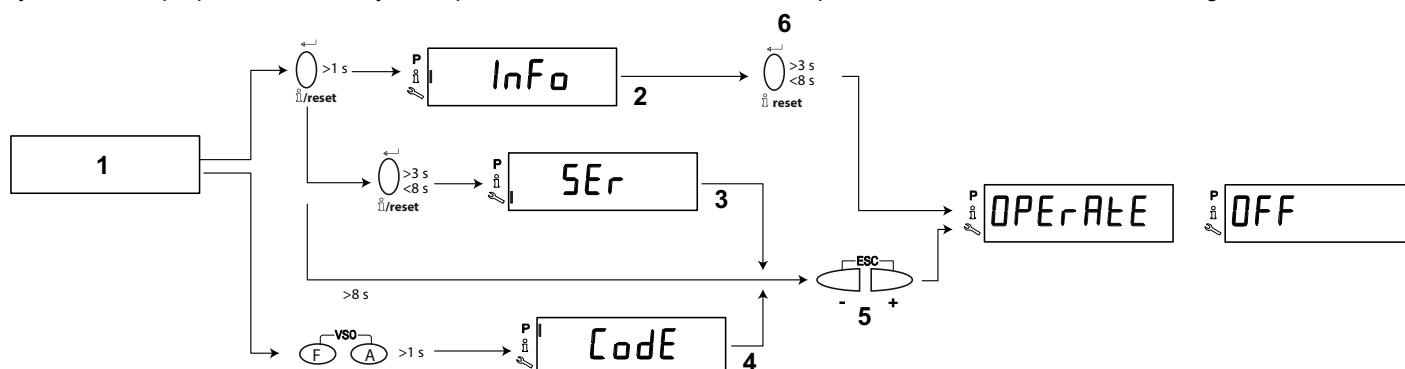 6
>1 s
i/reset
P
i
InFo
2
>3 s
<8 s
i reset
1
>3 s
<8 s
i/reset
P
i
SEr
3
P
i
OPErAtE
P
i
OFF
>8 s
ESC
- +
5
VSO
F A
>1 s
P
i
CodE
4